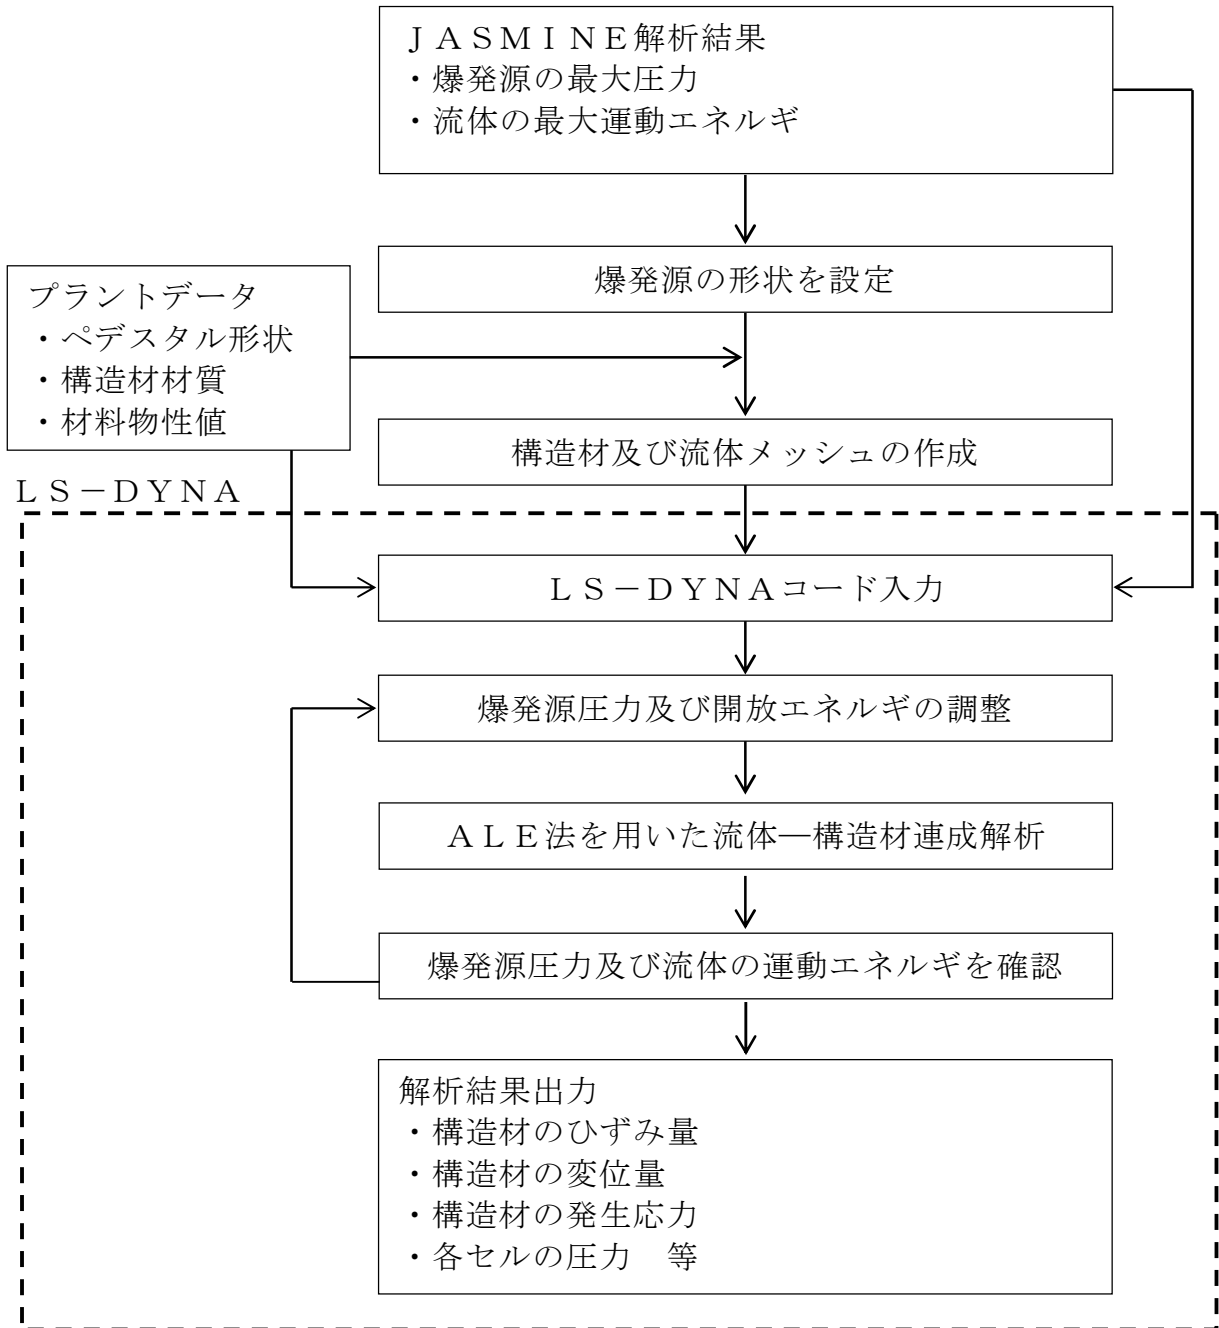 ＪＡＳＭＩＮＥ解析結果
・爆発源の最大圧力
・流体の最大運動エネルギ
爆発源の形状を設定
プラントデータ
・ペデスタル形状
・構造材材質
・材料物性値
構造材及び流体メッシュの作成
ＬＳ－ＤＹＮＡ
ＬＳ－ＤＹＮＡコード入力
爆発源圧力及び開放エネルギの調整
ＡＬＥ法を用いた流体―構造材連成解析
爆発源圧力及び流体の運動エネルギを確認
解析結果出力
・構造材のひずみ量
・構造材の変位量
・構造材の発生応力
・各セルの圧力　等